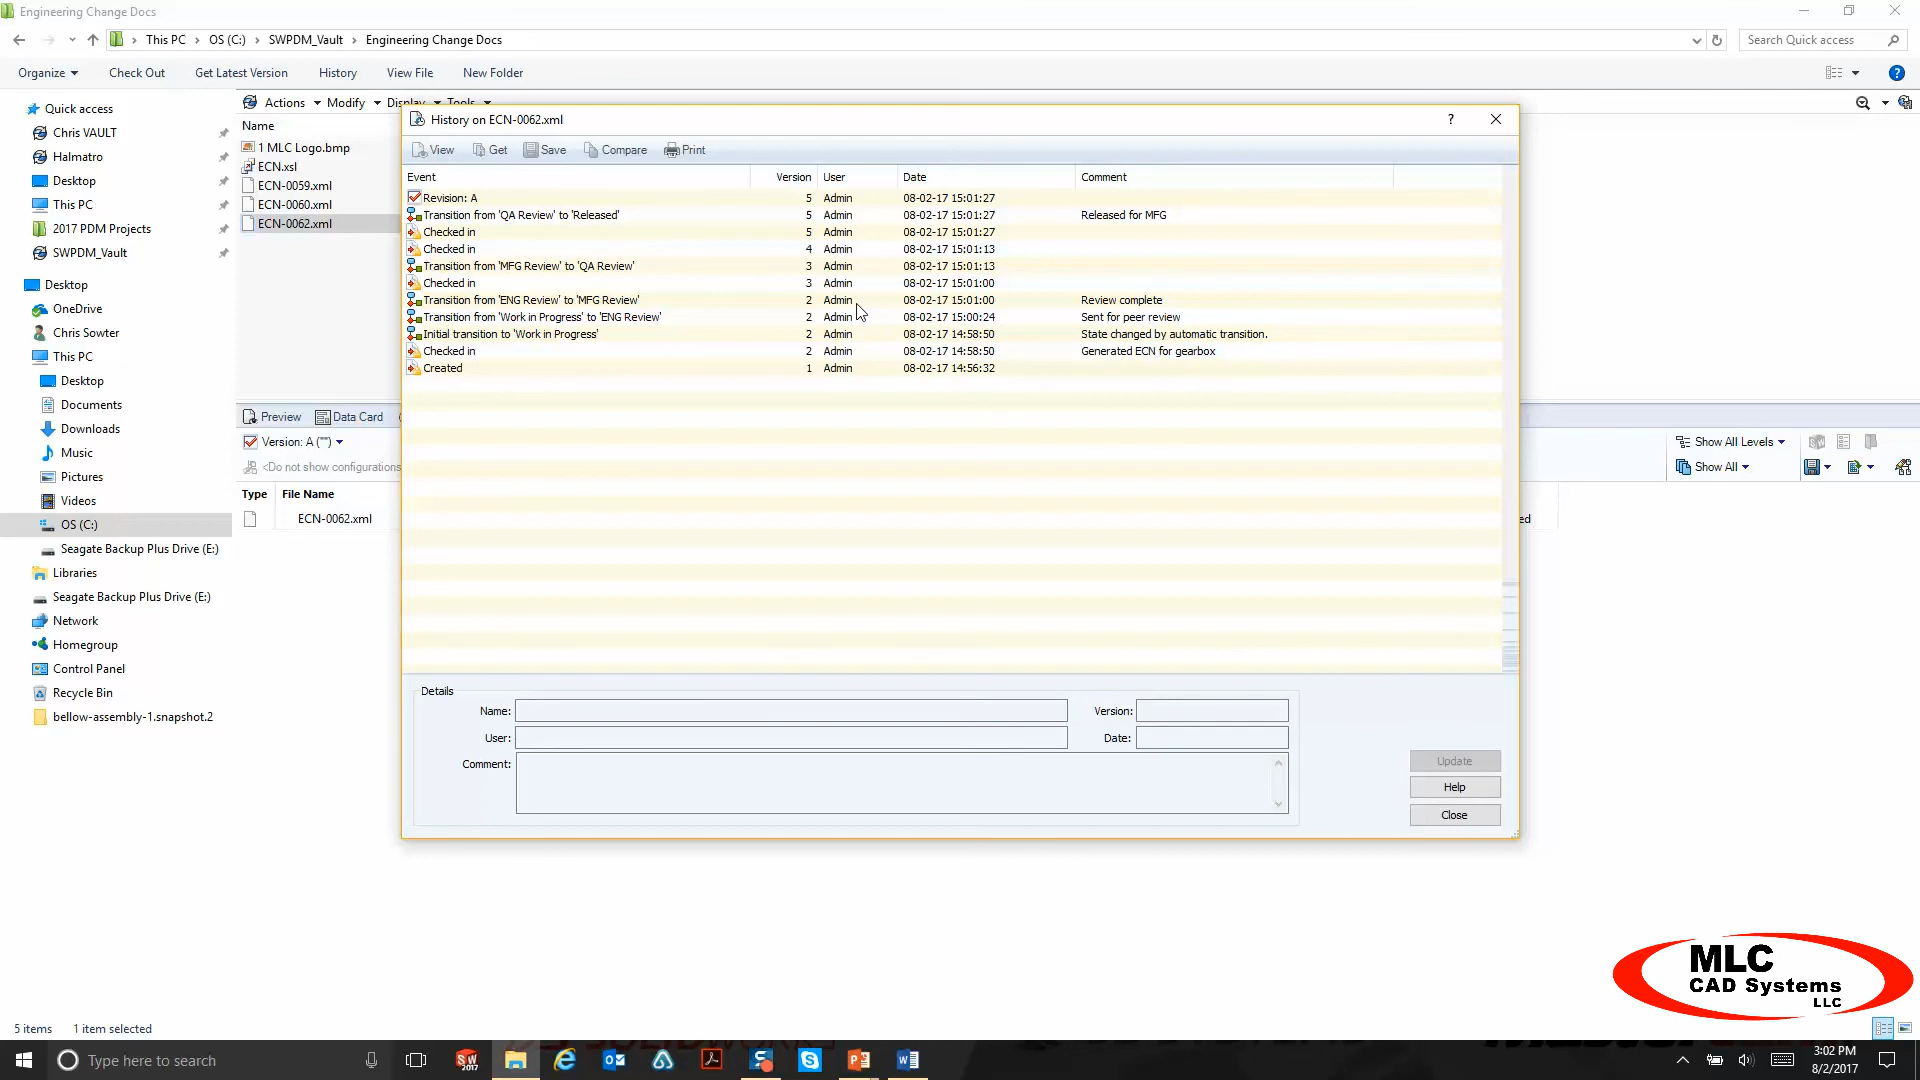 Engineering Change Docs
This PC > OS (C:) > SWPDM_Vault > Engineering Change Docs
Search Quick access
Organize Check Out Get Latest Version History View File New Folder
Actions Modify Display Tools
Quick access
Chris VAULT
Halmatro
Desktop
This PC
2017 PDM Projects
SWPDM_Vault
Desktop
OneDrive
Chris Sowter
This PC
Desktop
Documents
Downloads
Music
Pictures
Videos
OS (C:)
Seagate Backup Plus Drive (E:)
Libraries
Seagate Backup Plus Drive (E:)
Network
Homegroup
Control Panel
Recycle Bin
bellow-assembly-1.snapshot.2
Name
1 MLC Logo.bmp
ECN.xsl
ECN-0059.xml
ECN-0060.xml
ECN-0062.xml
Preview Data Card
Version: A ("")
<Do not show configurations
Type File Name
ECN-0062.xml
Show All Levels
Show All
ed
History on ECN-0062.xml
View Get Save Compare Print
Event Version User Date Comment
Revision: A 5 Admin 08-02-17 15:01:27
Transition from 'QA Review' to 'Released' 5 Admin 08-02-17 15:01:27 Released for MFG
Checked in 5 Admin 08-02-17 15:01:27
Checked in 4 Admin 08-02-17 15:01:13
Transition from 'MFG Review' to 'QA Review' 3 Admin 08-02-17 15:01:13
Checked in 3 Admin 08-02-17 15:01:00
Transition from 'ENG Review' to 'MFG Review' 2 Admin 08-02-17 15:01:00 Review complete
Transition from 'Work in Progress' to 'ENG Review' 2 Admin 08-02-17 15:00:24 Sent for peer review
Initial transition to 'Work in Progress' 2 Admin 08-02-17 14:58:50 State changed by automatic transition.
Checked in 2 Admin 08-02-17 14:58:50 Generated ECN for gearbox
Created 1 Admin 08-02-17 14:56:32
Details
Name: Version:
User: Date:
Comment:
Update
Help
Close
MLC
CAD Systems
LLC
5 items 1 item selected
Type here to search
SW
2017
3:02 PM
8/2/2017